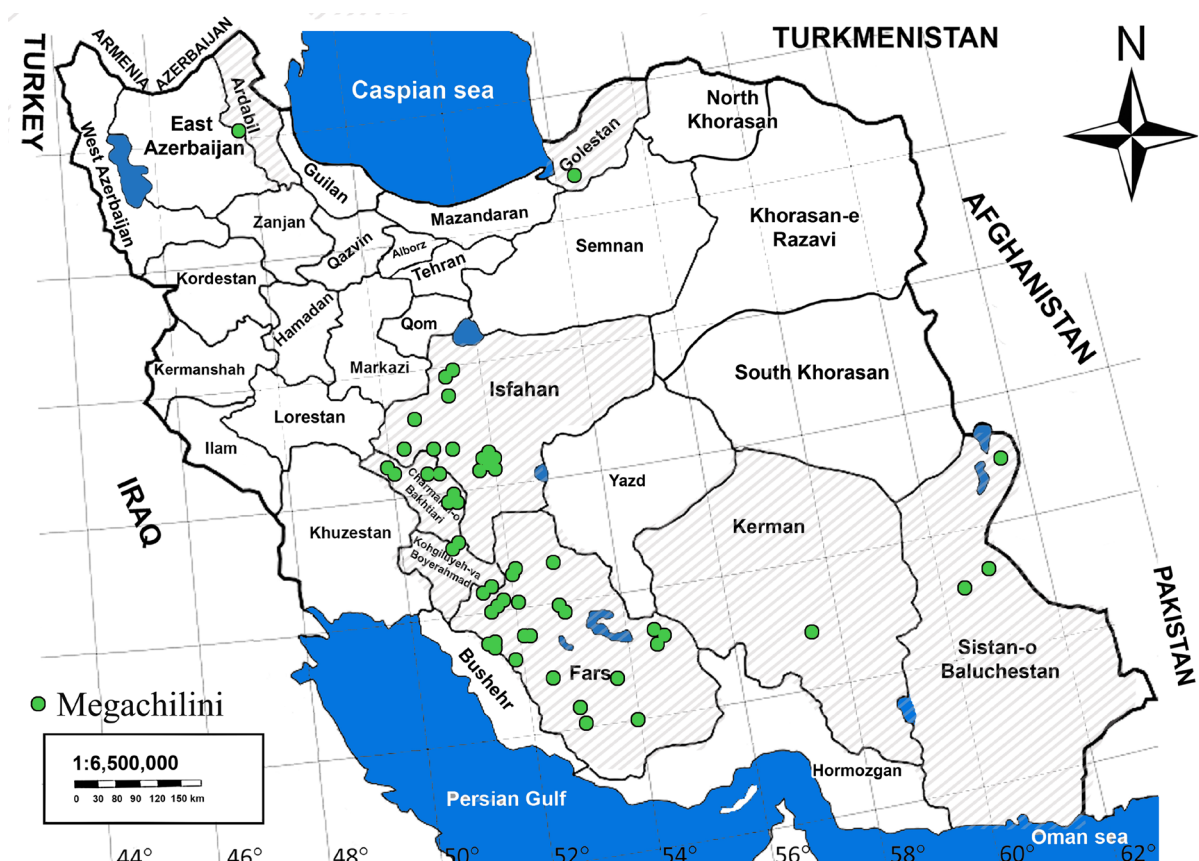 TURKMENISTAN
ARMENIA
AZERBAIJAN
TURKEY
N
Caspian sea
North
Khorasan
Ardabil
East
Azerbaijan
West Azerbaijan
Golestan
Guilan
Mazandaran
Zanjan
Khorasan-e
Razavi
Semnan
Qazvin
Alborz
Tehran
AFGHANISTAN
Kordestan
Hamadan
Qom
Kermanshah
Markazi
South Khorasan
Isfahan
Lorestan
Ilam
Yazd
IRAQ
Bakhtiari
Khuzestan
Kerman
Kohgiluyeh-va
Boyerahmad
PAKISTAN
Sistan-o
Baluchestan
Fars
Bushehr
Megachilini
1:6,500,000
0 30 80 90 120 150 km
Hormozgan
Persian Gulf
Oman sea
44° 46° 48° 50° 52° 54° 56° 58° 60° 62°